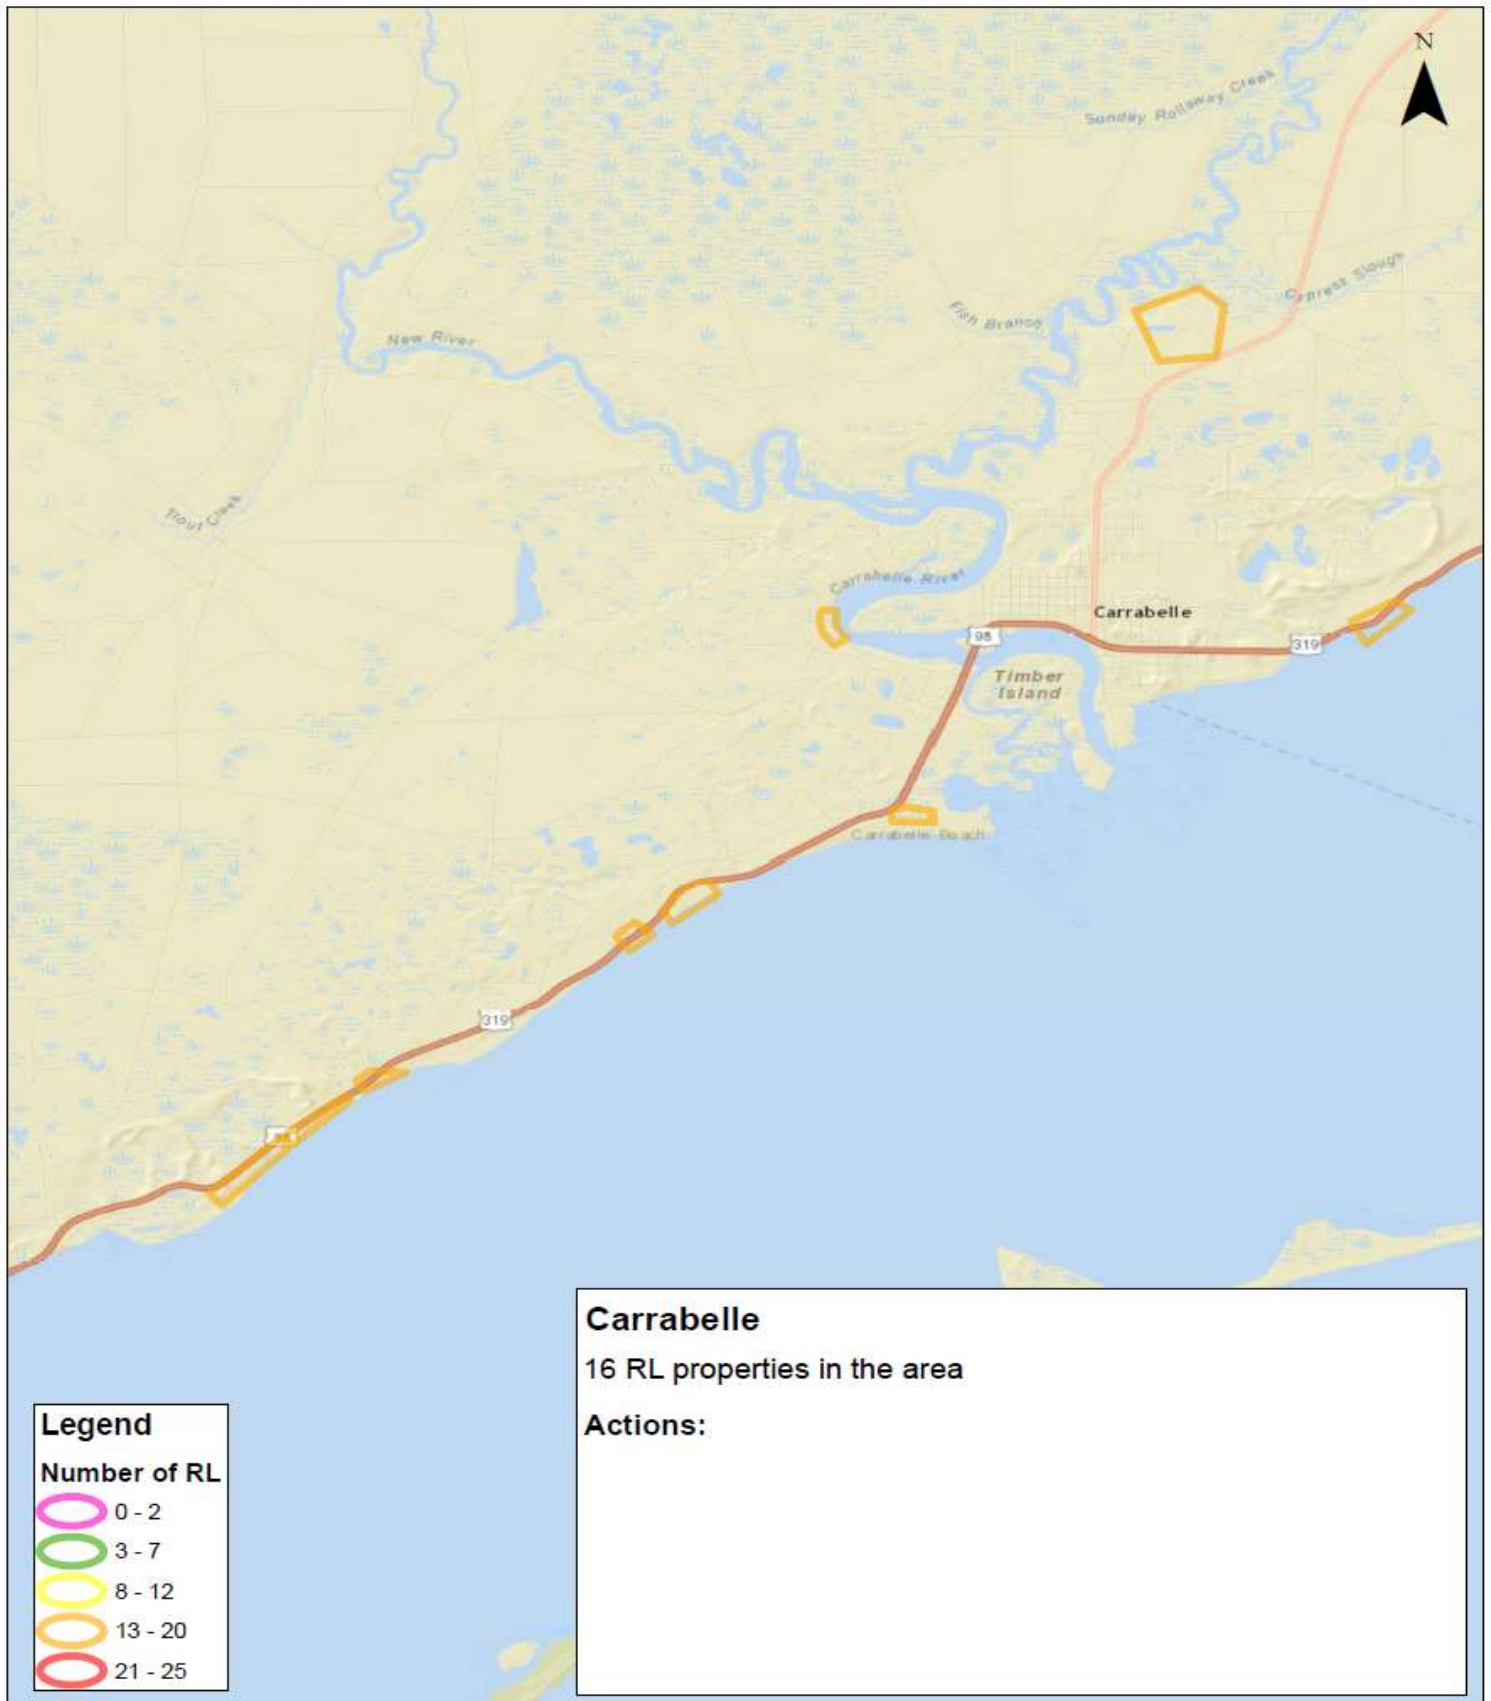 N
Sunday Rollaway Creek
Cypress Slough
Fish Branch
New River
Trout Creek
Carrabelle River
Carrabelle
98
319
Timber
Island
Carrabelle Beach
319
98
Carrabelle
16 RL properties in the area
Actions:
Legend
Number of RL
0 - 2
3 - 7
8 - 12
13 - 20
21 - 25